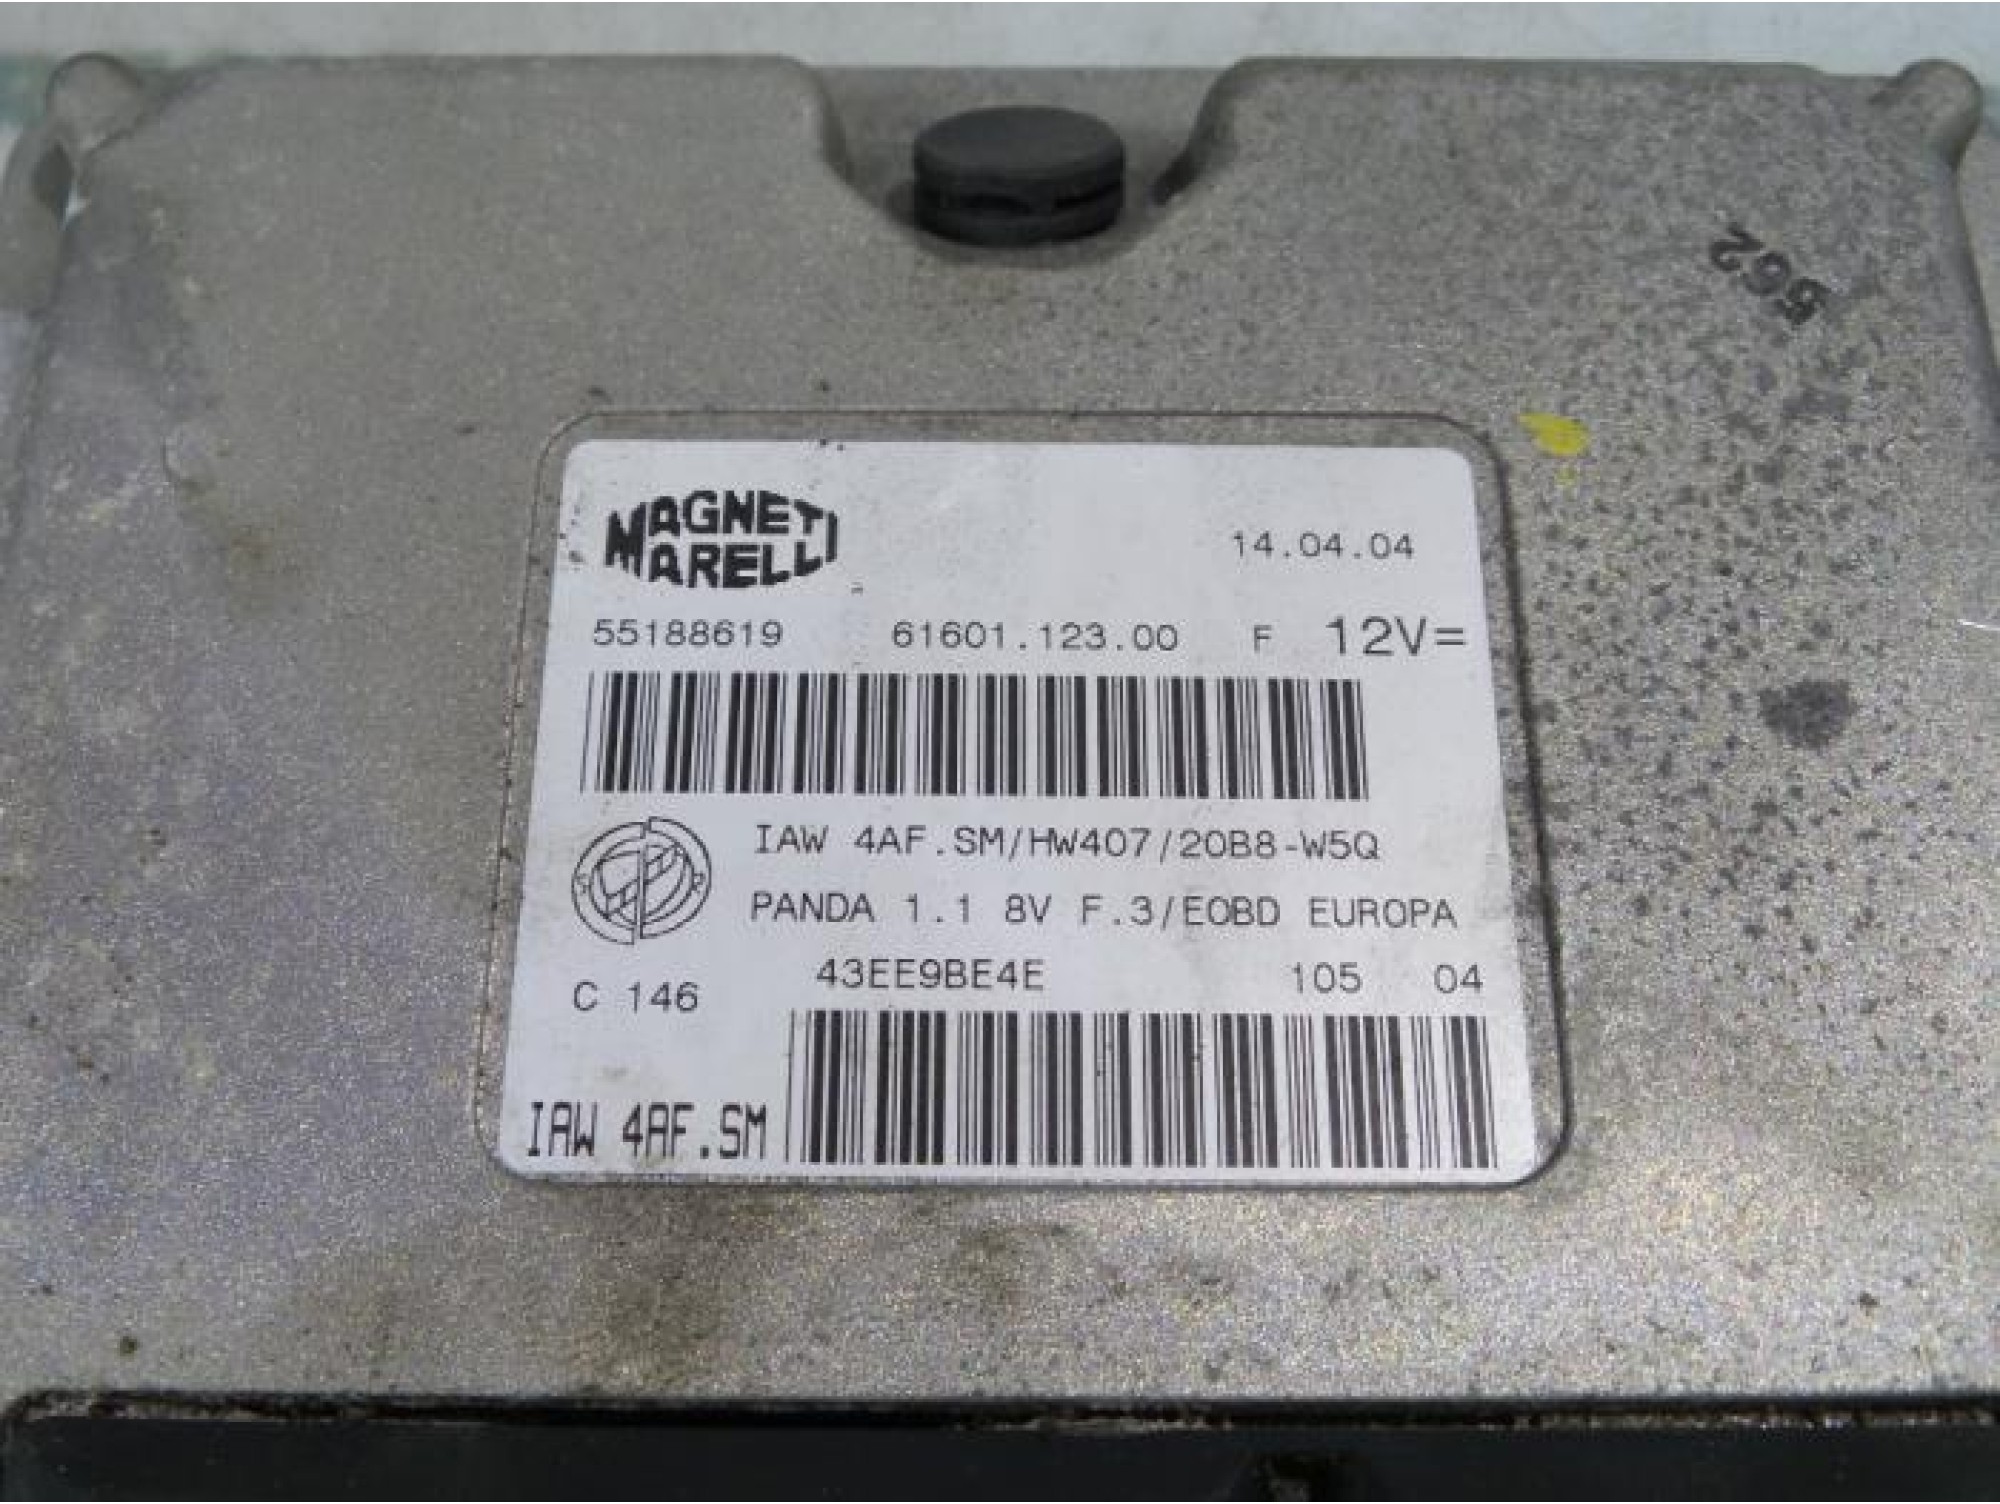 562
MAGNETI
MARELLI
14.04.04
55188619 61601.123.00 F 12V=
IAW 4AF.SM/HW407/20B8-W5Q
PANDA 1.1 8V F.3/EOBD EUROPA
43EE9BE4E 105 04
C 146
IAW 4AF.SM